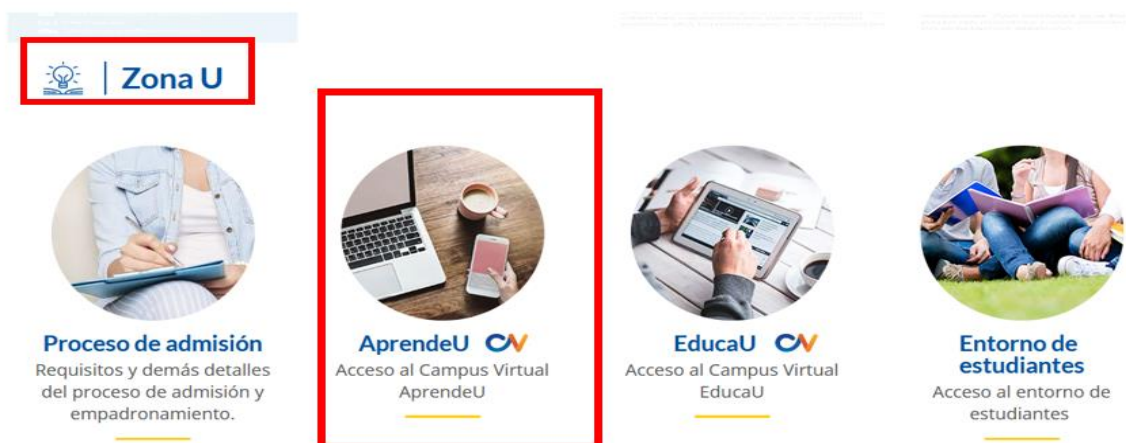 Zona U
Proceso de admisión
Requisitos y demás detalles
del proceso de admisión y
empadronamiento.
AprendeU CV
Acceso al Campus Virtual
AprendeU
EducaU CV
Acceso al Campus Virtual
EducaU
Entorno de
estudiantes
Acceso al entorno de
estudiantes